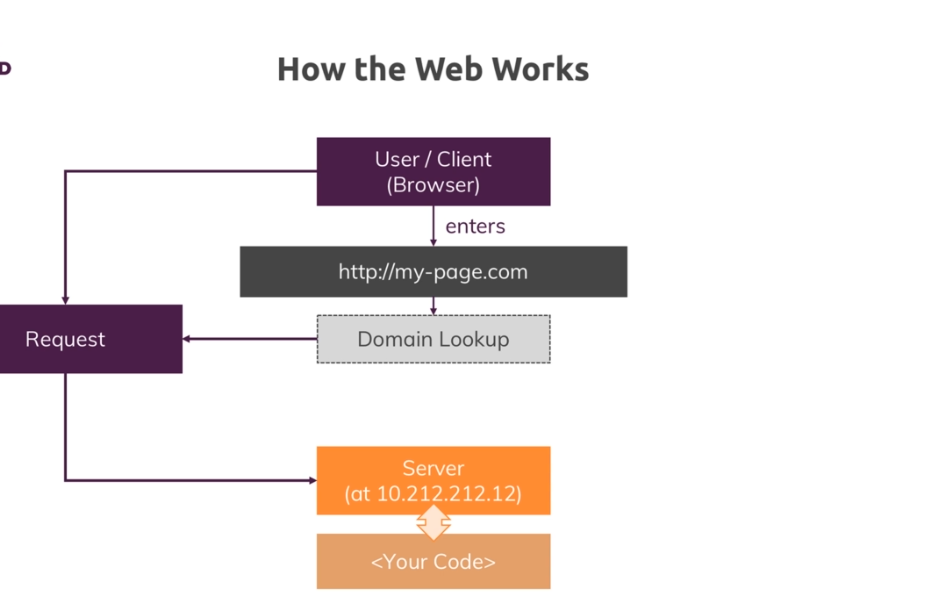 D
How the Web Works
User / Client
(Browser)
enters
http://my-page.com
Request
Domain Lookup
Server
(at 10.212.212.12)
<Your Code>